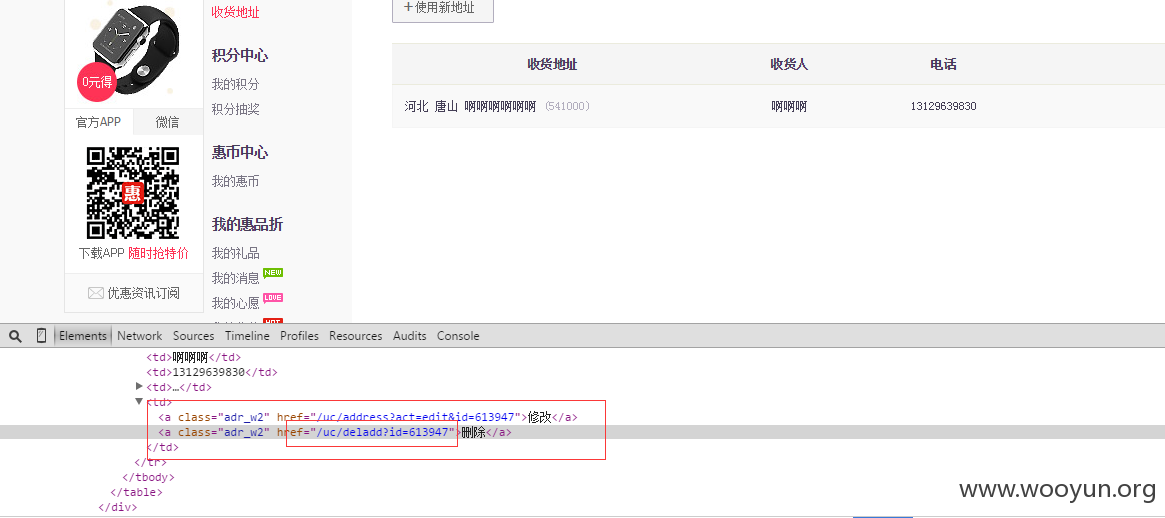 收货地址
0元得
官方APP 微信
惠
下载APP 随时抢特价
优惠资讯订阅
积分中心
我的积分
积分抽奖
惠币中心
我的惠币
我的惠品折
我的礼品
我的消息 NEW
我的心愿 LOVE
+使用新地址
收货地址 收货人 电话
河北 唐山 啊啊啊啊啊啊 (541000) 啊啊啊 13129639830
Elements Network Sources Timeline Profiles Resources Audits Console
<td>啊啊啊</td>
<td>13129639830</td>
<td>…</td>
<td>
<a class="adr_w2" href="/uc/address?act=edit&id=613947">修改</a>
<a class="adr_w2" href="/uc/deladd?id=613947">删除</a>
</td>
</tr>
</tbody>
</table>
</div>
www.wooyun.org